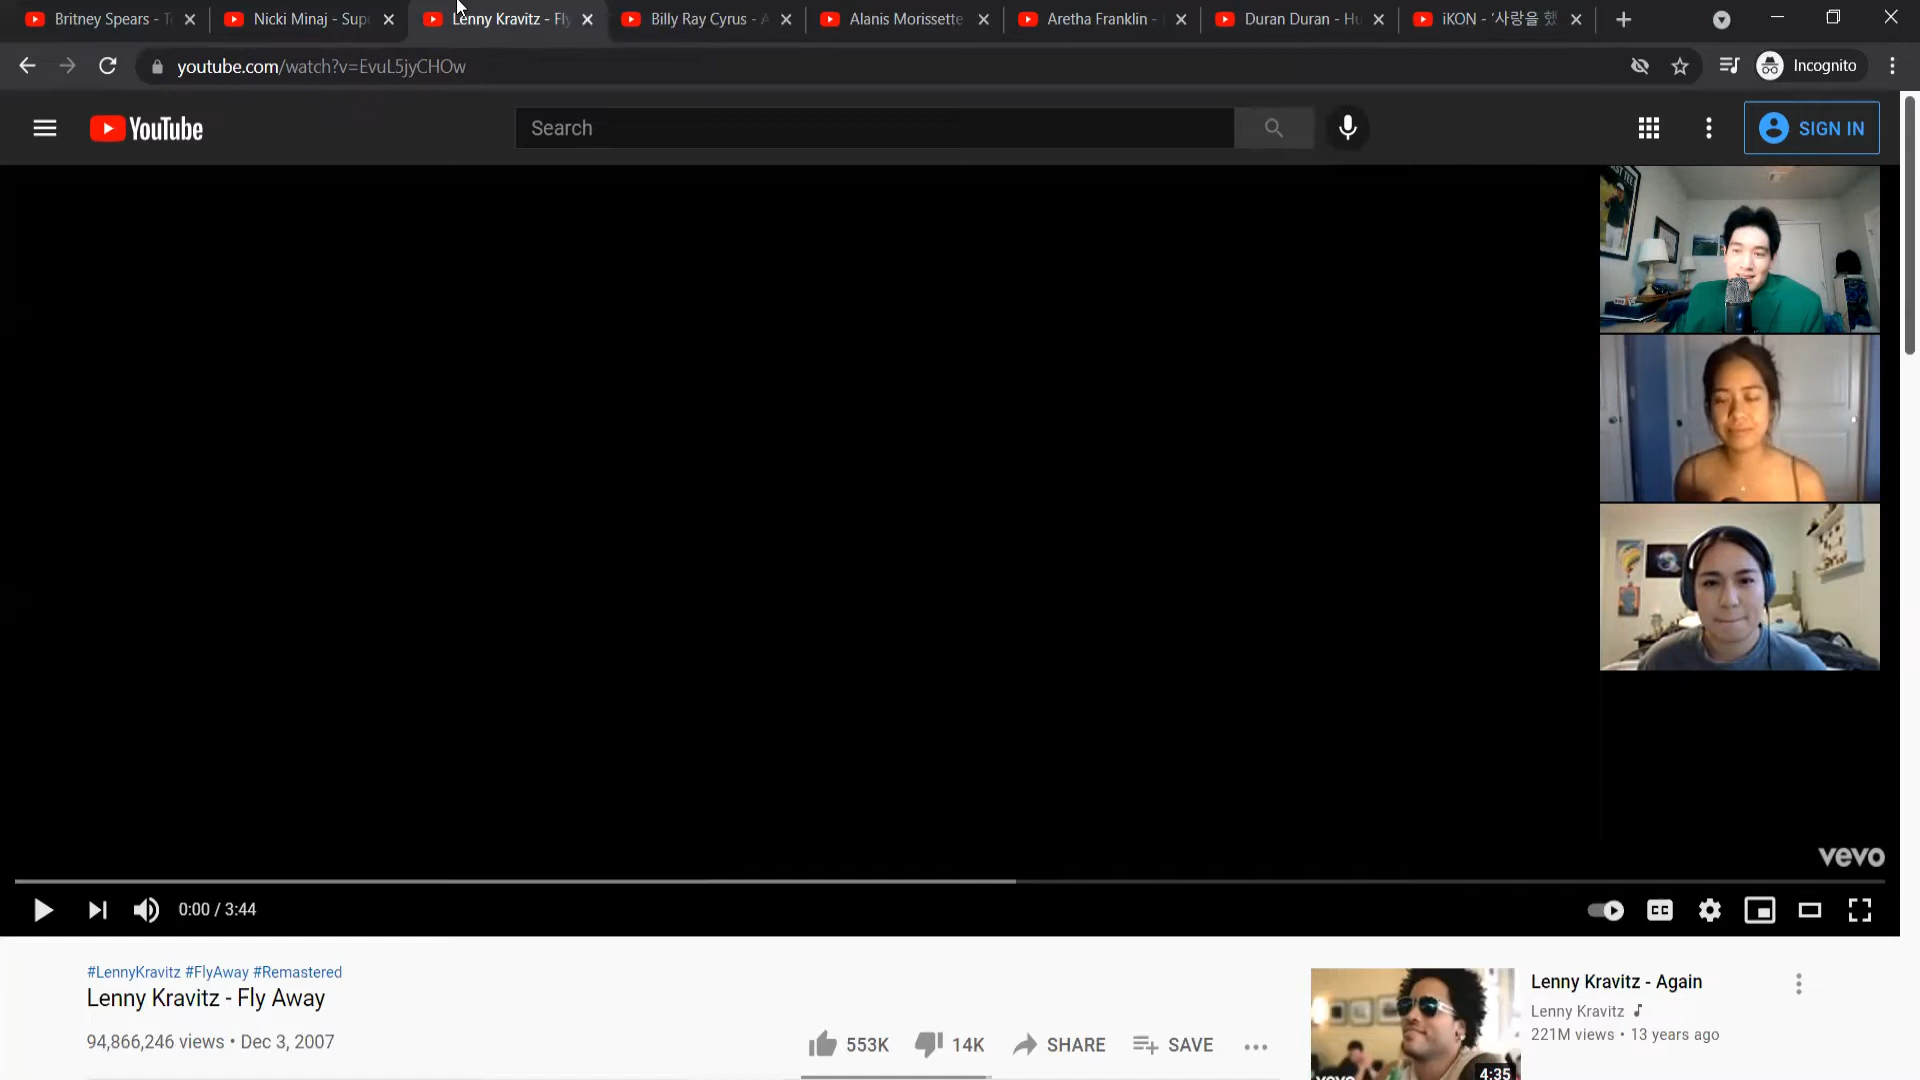 Britney Spears - T
Nicki Minaj - Sup
Lenny Kravitz - Fly
Billy Ray Cyrus - A
Alanis Morissette
Aretha Franklin -
Duran Duran - Hu
iKON - ‘사랑을 했
youtube.com/watch?v=EvuL5jyCHOw
Incognito
YouTube
Search
SIGN IN
vevo
0:00 / 3:44
CC
#LennyKravitz #FlyAway #Remastered
Lenny Kravitz - Fly Away
94,866,246 views • Dec 3, 2007
553K
14K
SHARE
SAVE
Lenny Kravitz - Again
Lenny Kravitz
221M views • 13 years ago
vevo
4:35